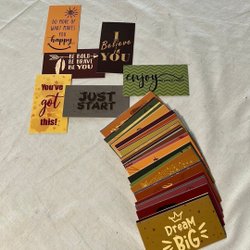 DO MORE OF
WHAT MAKES
YOU
happy
I
Believe
in
YOU
BE BOLD
BE BRAVE
BE YOU
enjoy
You've
got
this!
JUST
START
Dream
BIG